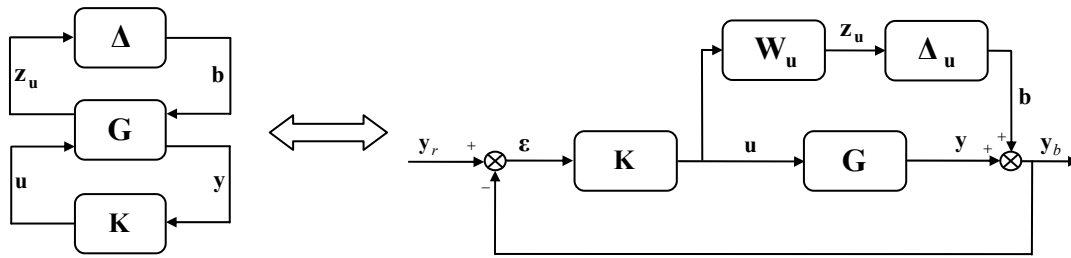 Δ
z_u
b
G
u
y
K
W_u
z_u
Δ_u
b
y_r
+
ε
−
K
u
G
y
+
+
y_b